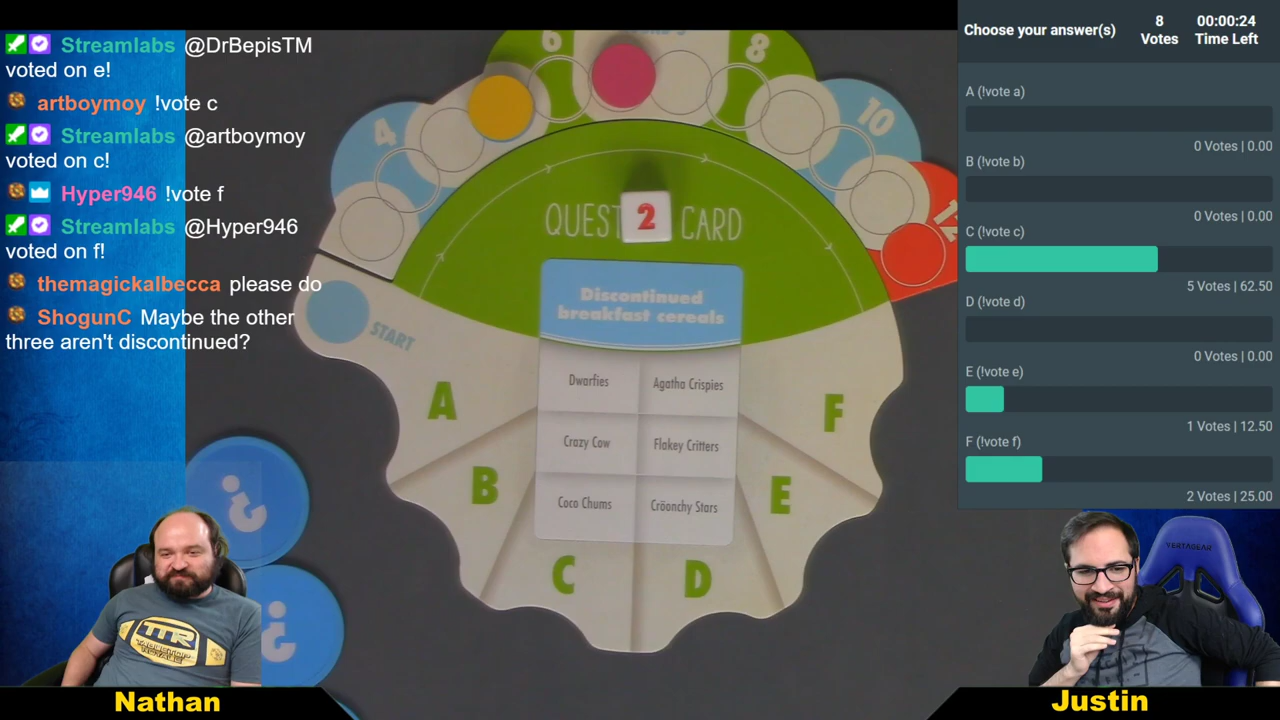 Streamlabs @DrBepisTM
voted on e!
artboymoy !vote c
Streamlabs @artboymoy
voted on c!
Hyper946 !vote f
Streamlabs @Hyper946
voted on f!
themagickalbecca please do
ShogunC Maybe the other
three aren't discontinued?
4
6
8
10
12
QUEST
2
CARD
START
Discontinued
breakfast cereals
Dwarfies
Agatha Crispies
Crazy Cow
Flakey Critters
Coco Chums
Cröonchy Stars
A
B
C
D
E
F
?
?
Choose your answer(s)
8
Votes
00:00:24
Time Left
A (!vote a)
0 Votes | 0.00
B (!vote b)
0 Votes | 0.00
C (!vote c)
5 Votes | 62.50
D (!vote d)
0 Votes | 0.00
E (!vote e)
1 Votes | 12.50
F (!vote f)
2 Votes | 25.00
TTR
VERTAGEAR
Nathan
Justin